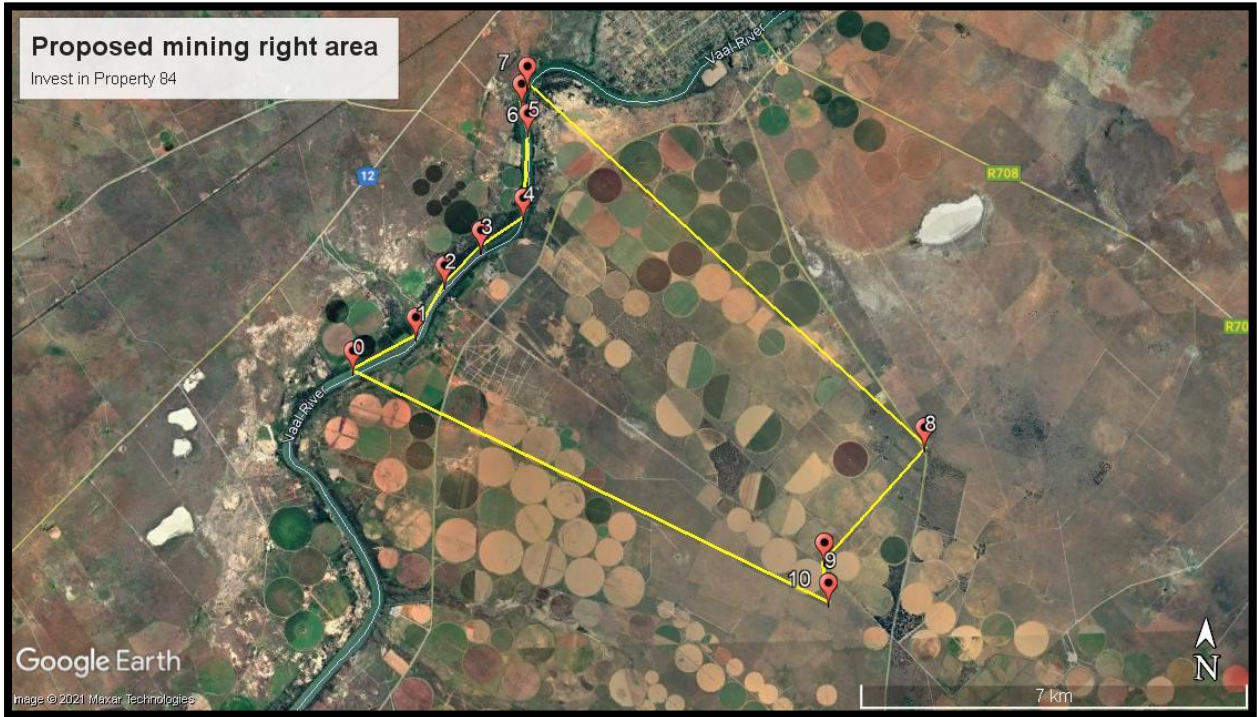 Proposed mining right area
Invest in Property 84
Vaal River
7
6
5
12
R708
4
3
2
1
0
R70
Vaal River
8
9
10
Google Earth
N
Image © 2021 Maxar Technologies
7 km